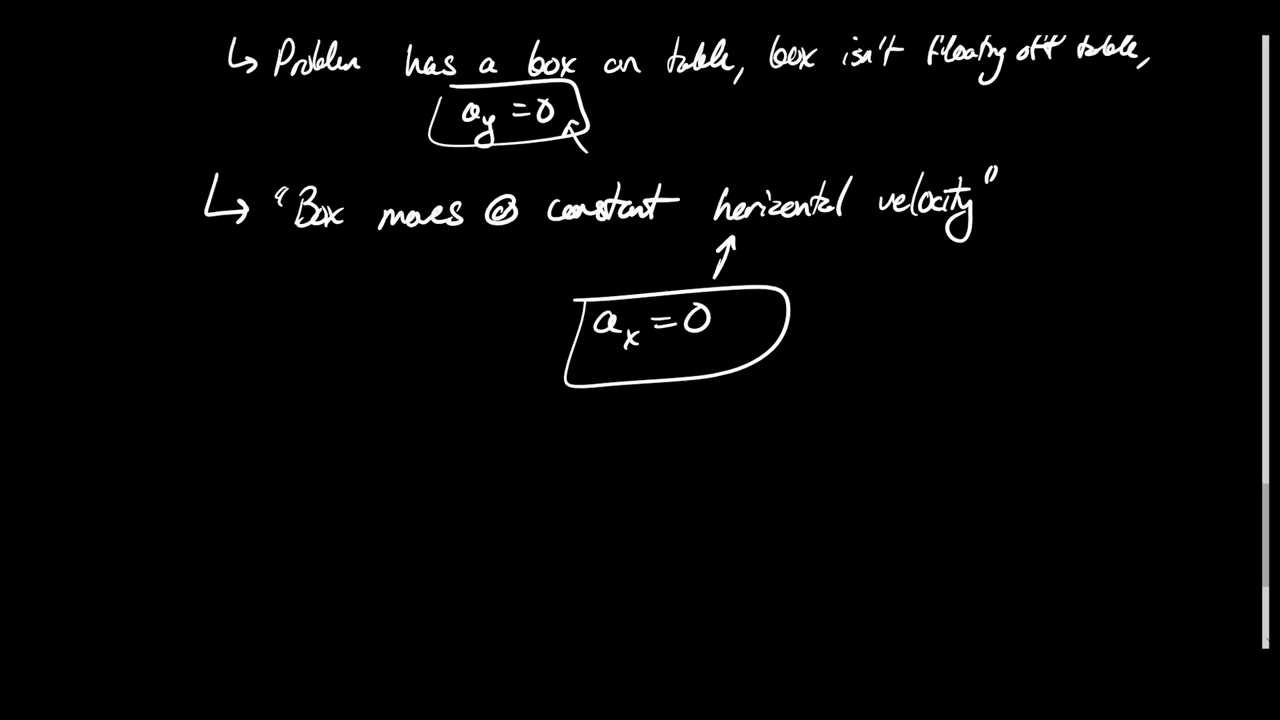 ↳ Problem has a box on table, box isn't floating off table,
a_y = 0
↳ "Box moves @ constant horizontal velocity"
a_x = 0